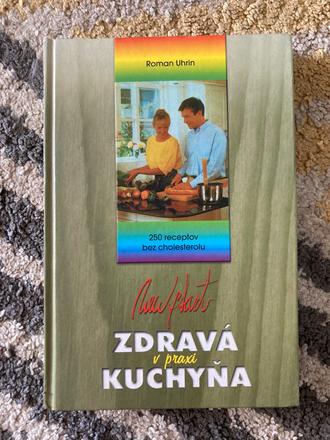 Roman Uhrin
250 receptov
bez cholesterolu
ZDRAVÁ
v praxi
KUCHYŇA